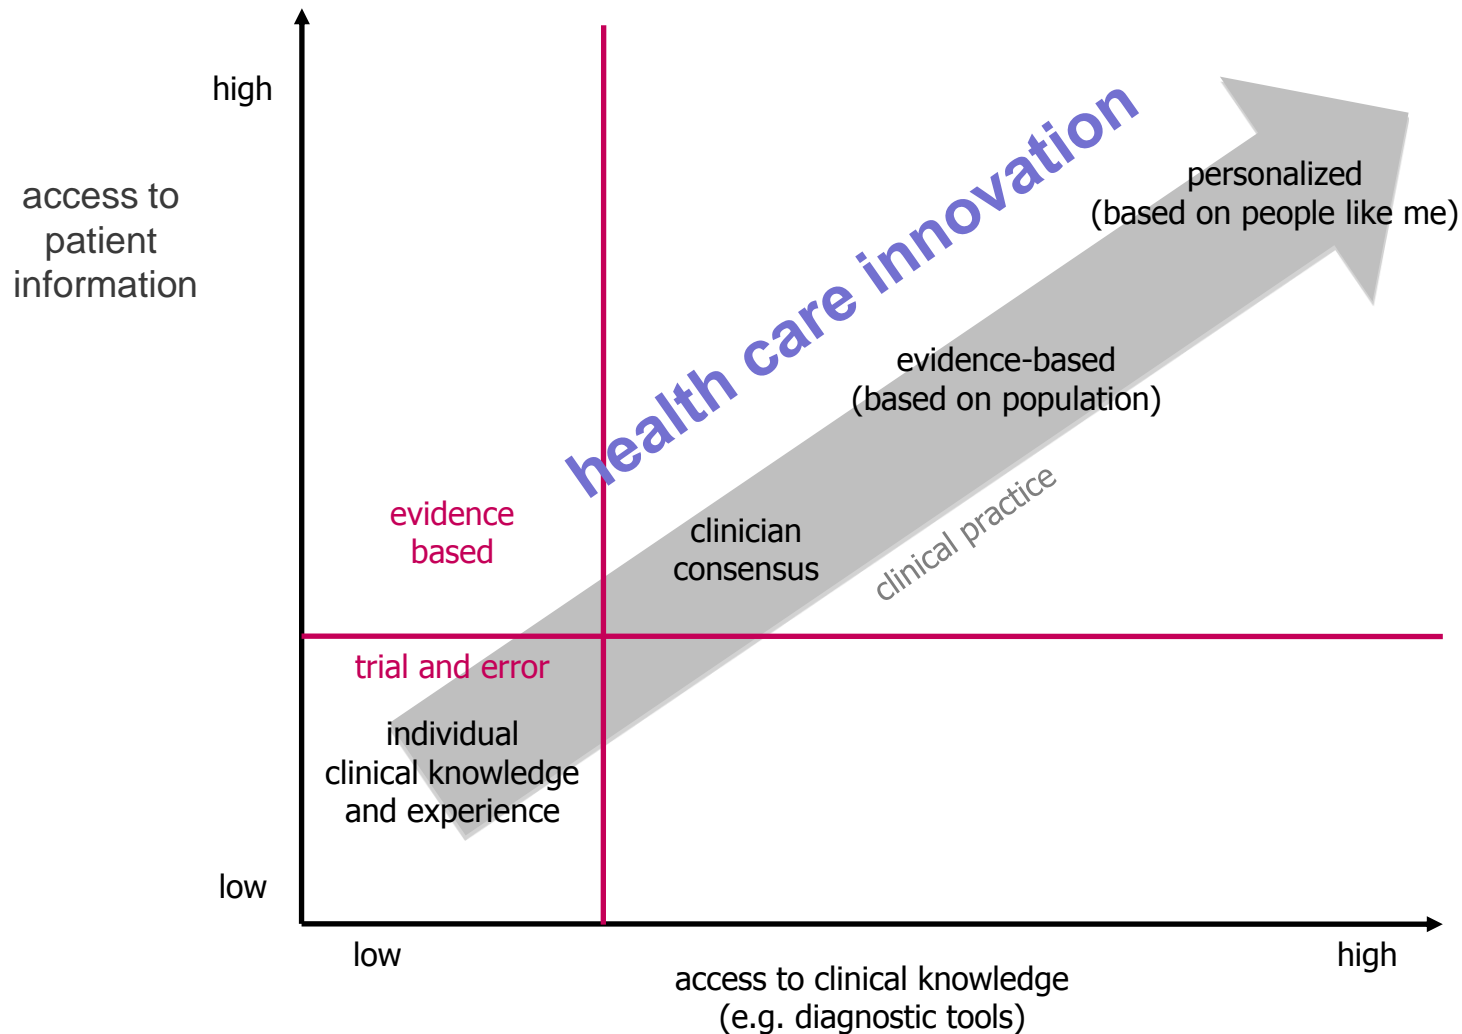 high
access to
patient
information
health care innovation
personalized
(based on people like me)
evidence-based
(based on population)
clinical practice
evidence
based
clinician
consensus
trial and error
individual
clinical knowledge
and experience
low
low
high
access to clinical knowledge
(e.g. diagnostic tools)